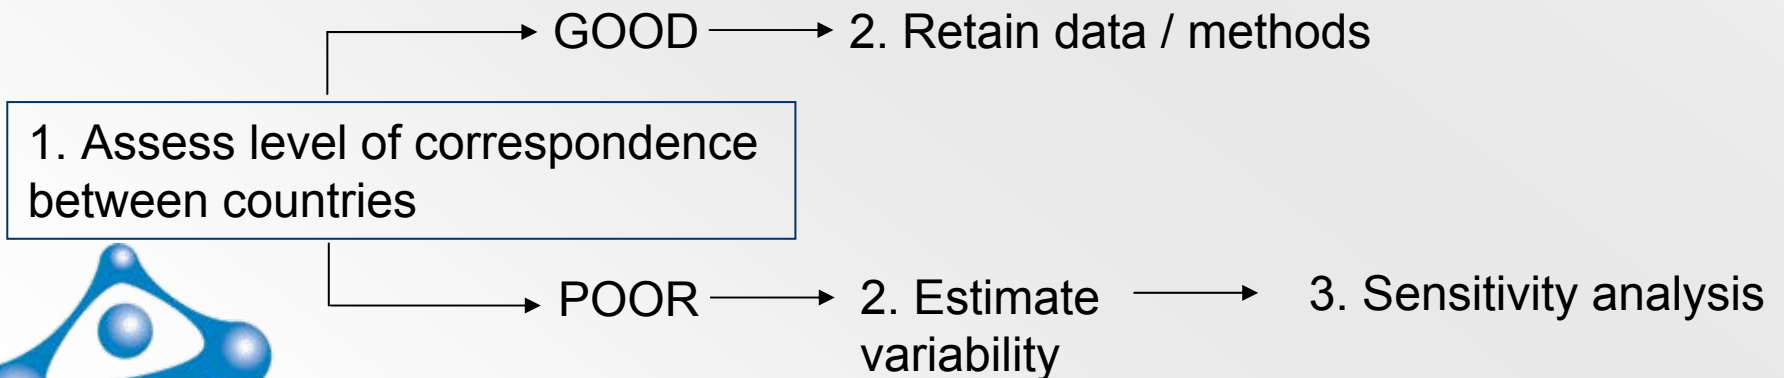 GOOD
2. Retain data / methods
1. Assess level of correspondence
between countries
POOR
2. Estimate
variability
3. Sensitivity analysis